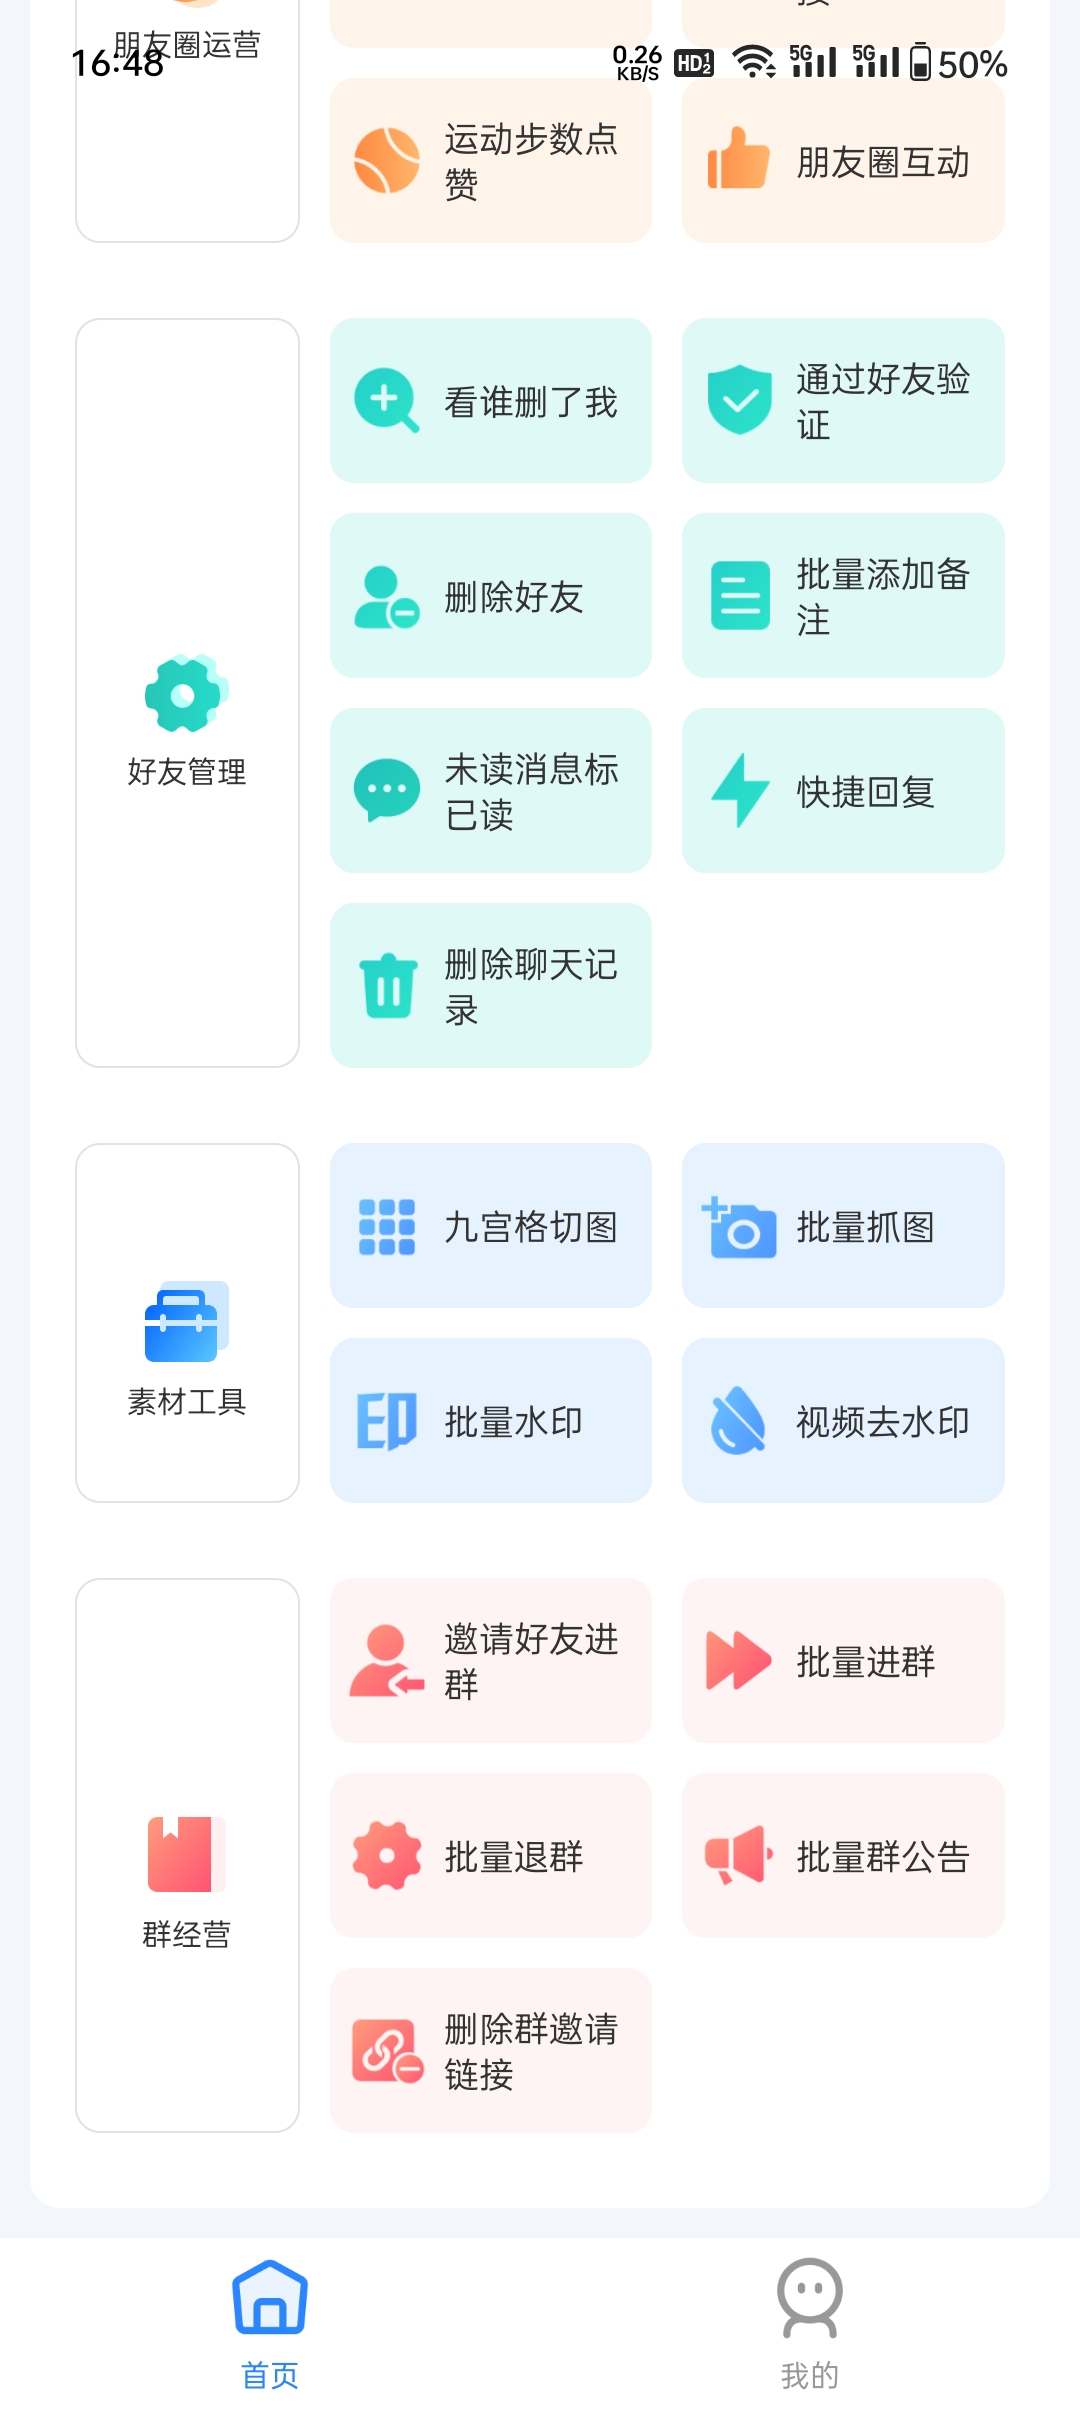 接
朋友圈运营
16:48
0.26
KB/S
HD 1 2
5G
5G
50%
运动步数点
赞
朋友圈互动
看谁删了我
通过好友验
证
删除好友
批量添加备
注
好友管理
未读消息标
已读
快捷回复
删除聊天记
录
九宫格切图
批量抓图
素材工具
印
批量水印
视频去水印
邀请好友进
群
批量进群
批量退群
批量群公告
群经营
删除群邀请
链接
首页
我的